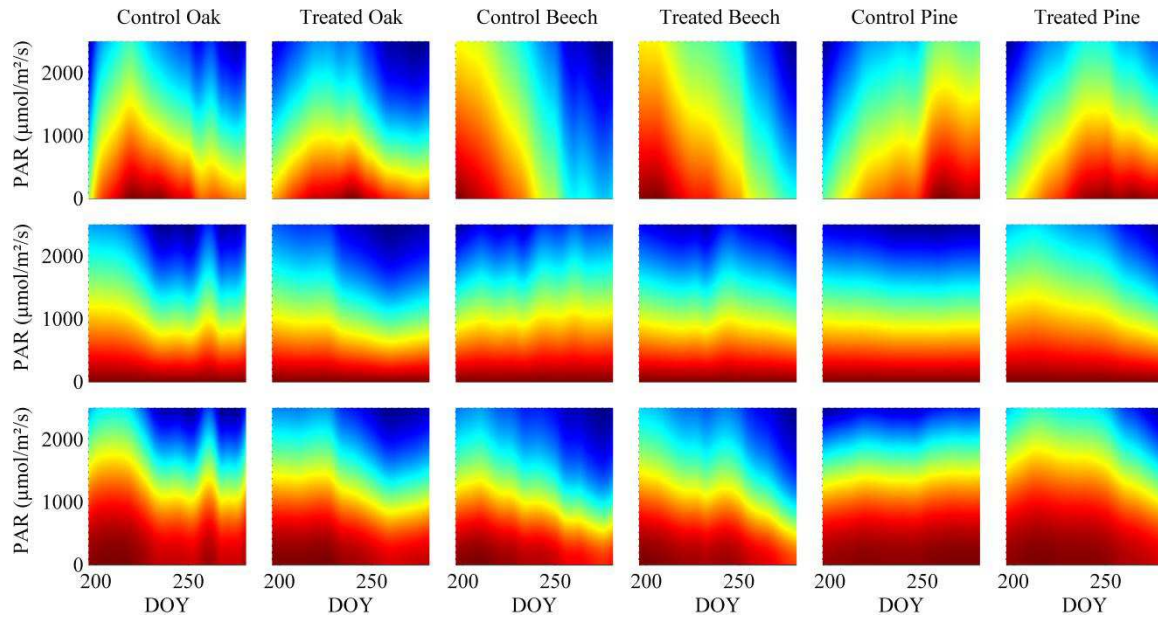 Control Oak Treated Oak Control Beech Treated Beech Control Pine Treated Pine
PAR (μmol/m²/s)
2000
1000
0
PAR (μmol/m²/s)
2000
1000
0
PAR (μmol/m²/s)
2000
1000
0
200 250 200 250 200 250 200 250 200 250 200 250
DOY DOY DOY DOY DOY DOY